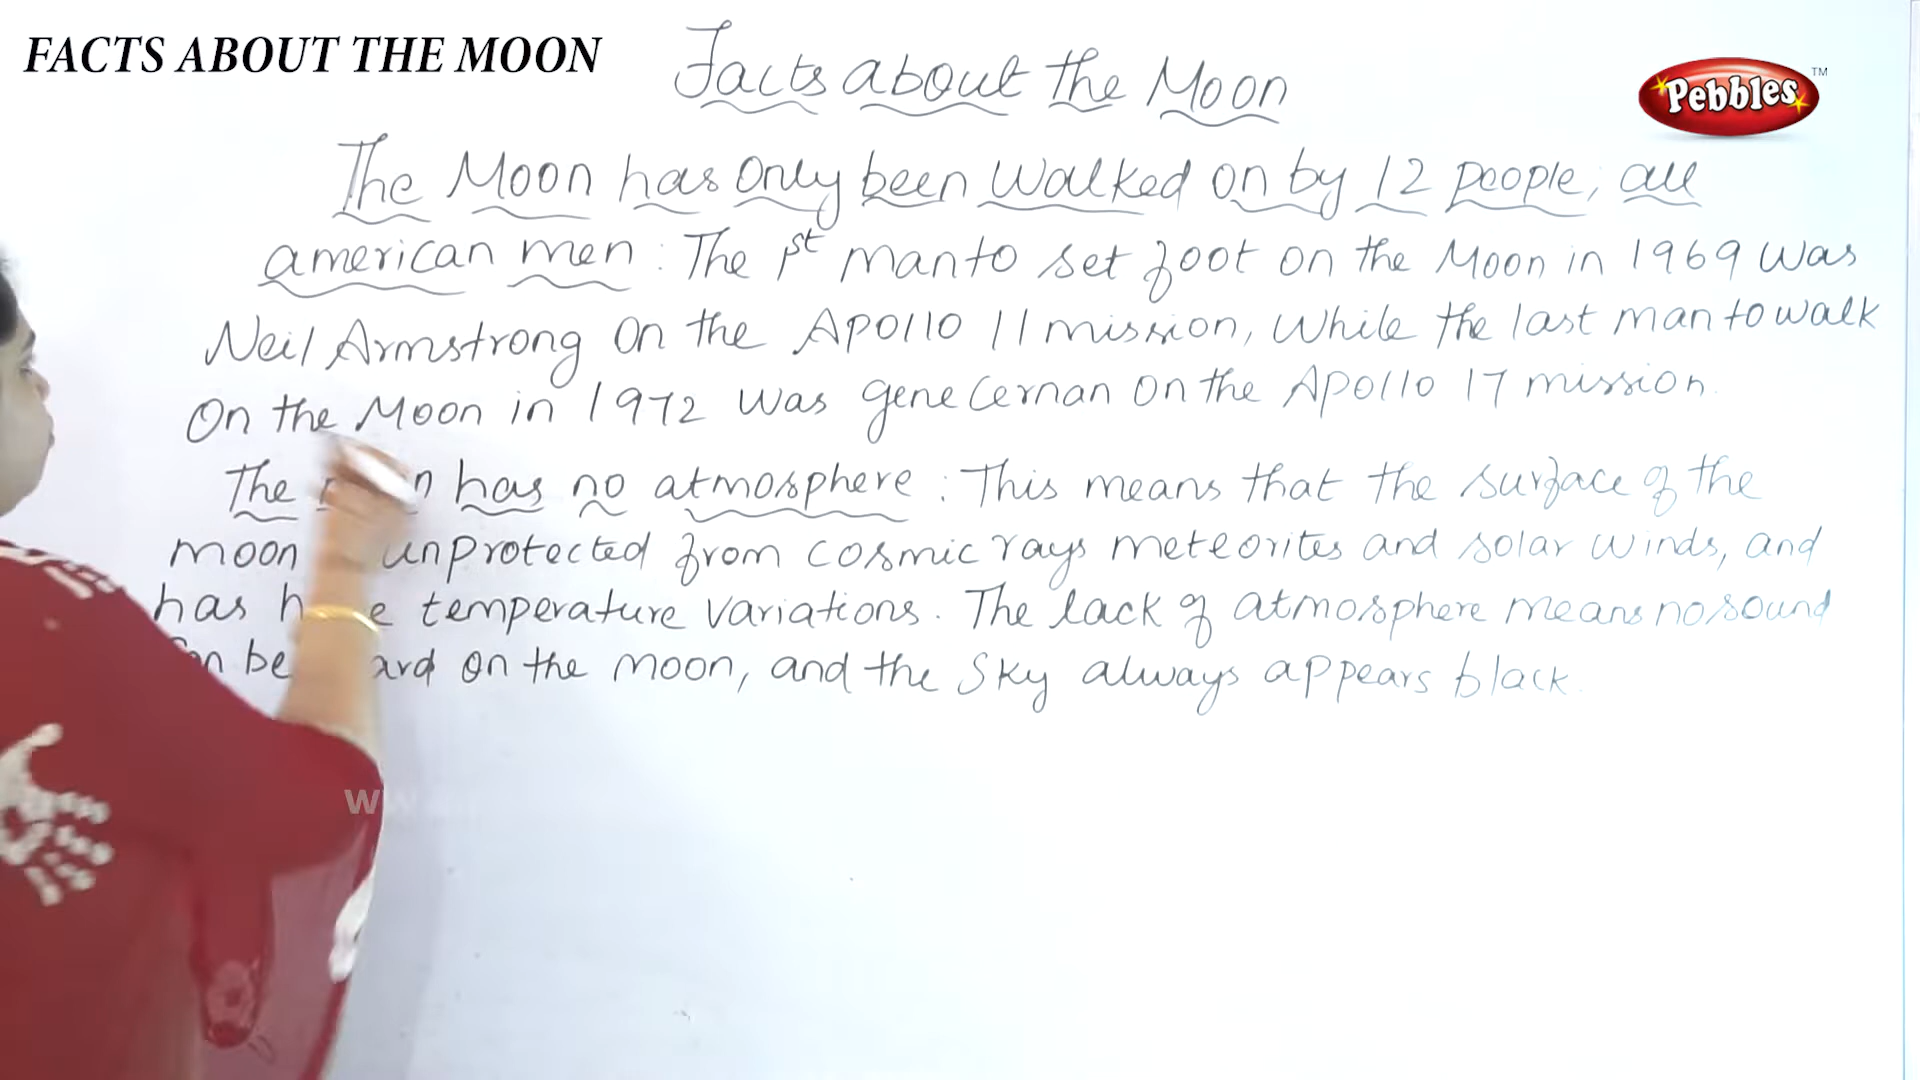 FACTS ABOUT THE MOON
Facts about the Moon
Pebbles TM
The Moon has only been walked on by 12 people, all
american men : The 1st man to set foot on the Moon in 1969 was
Neil Armstrong On the Apollo 11 mission, While the last man to walk
On the Moon in 1972 was gene Cernan On the Apollo 17 mission.
The has no atmosphere : This means that the surface of the
moon unprotected from cosmic rays meteorites and solar winds, and
has temperature variations. The lack of atmosphere means no sound
be on the moon, and the sky always appears black.